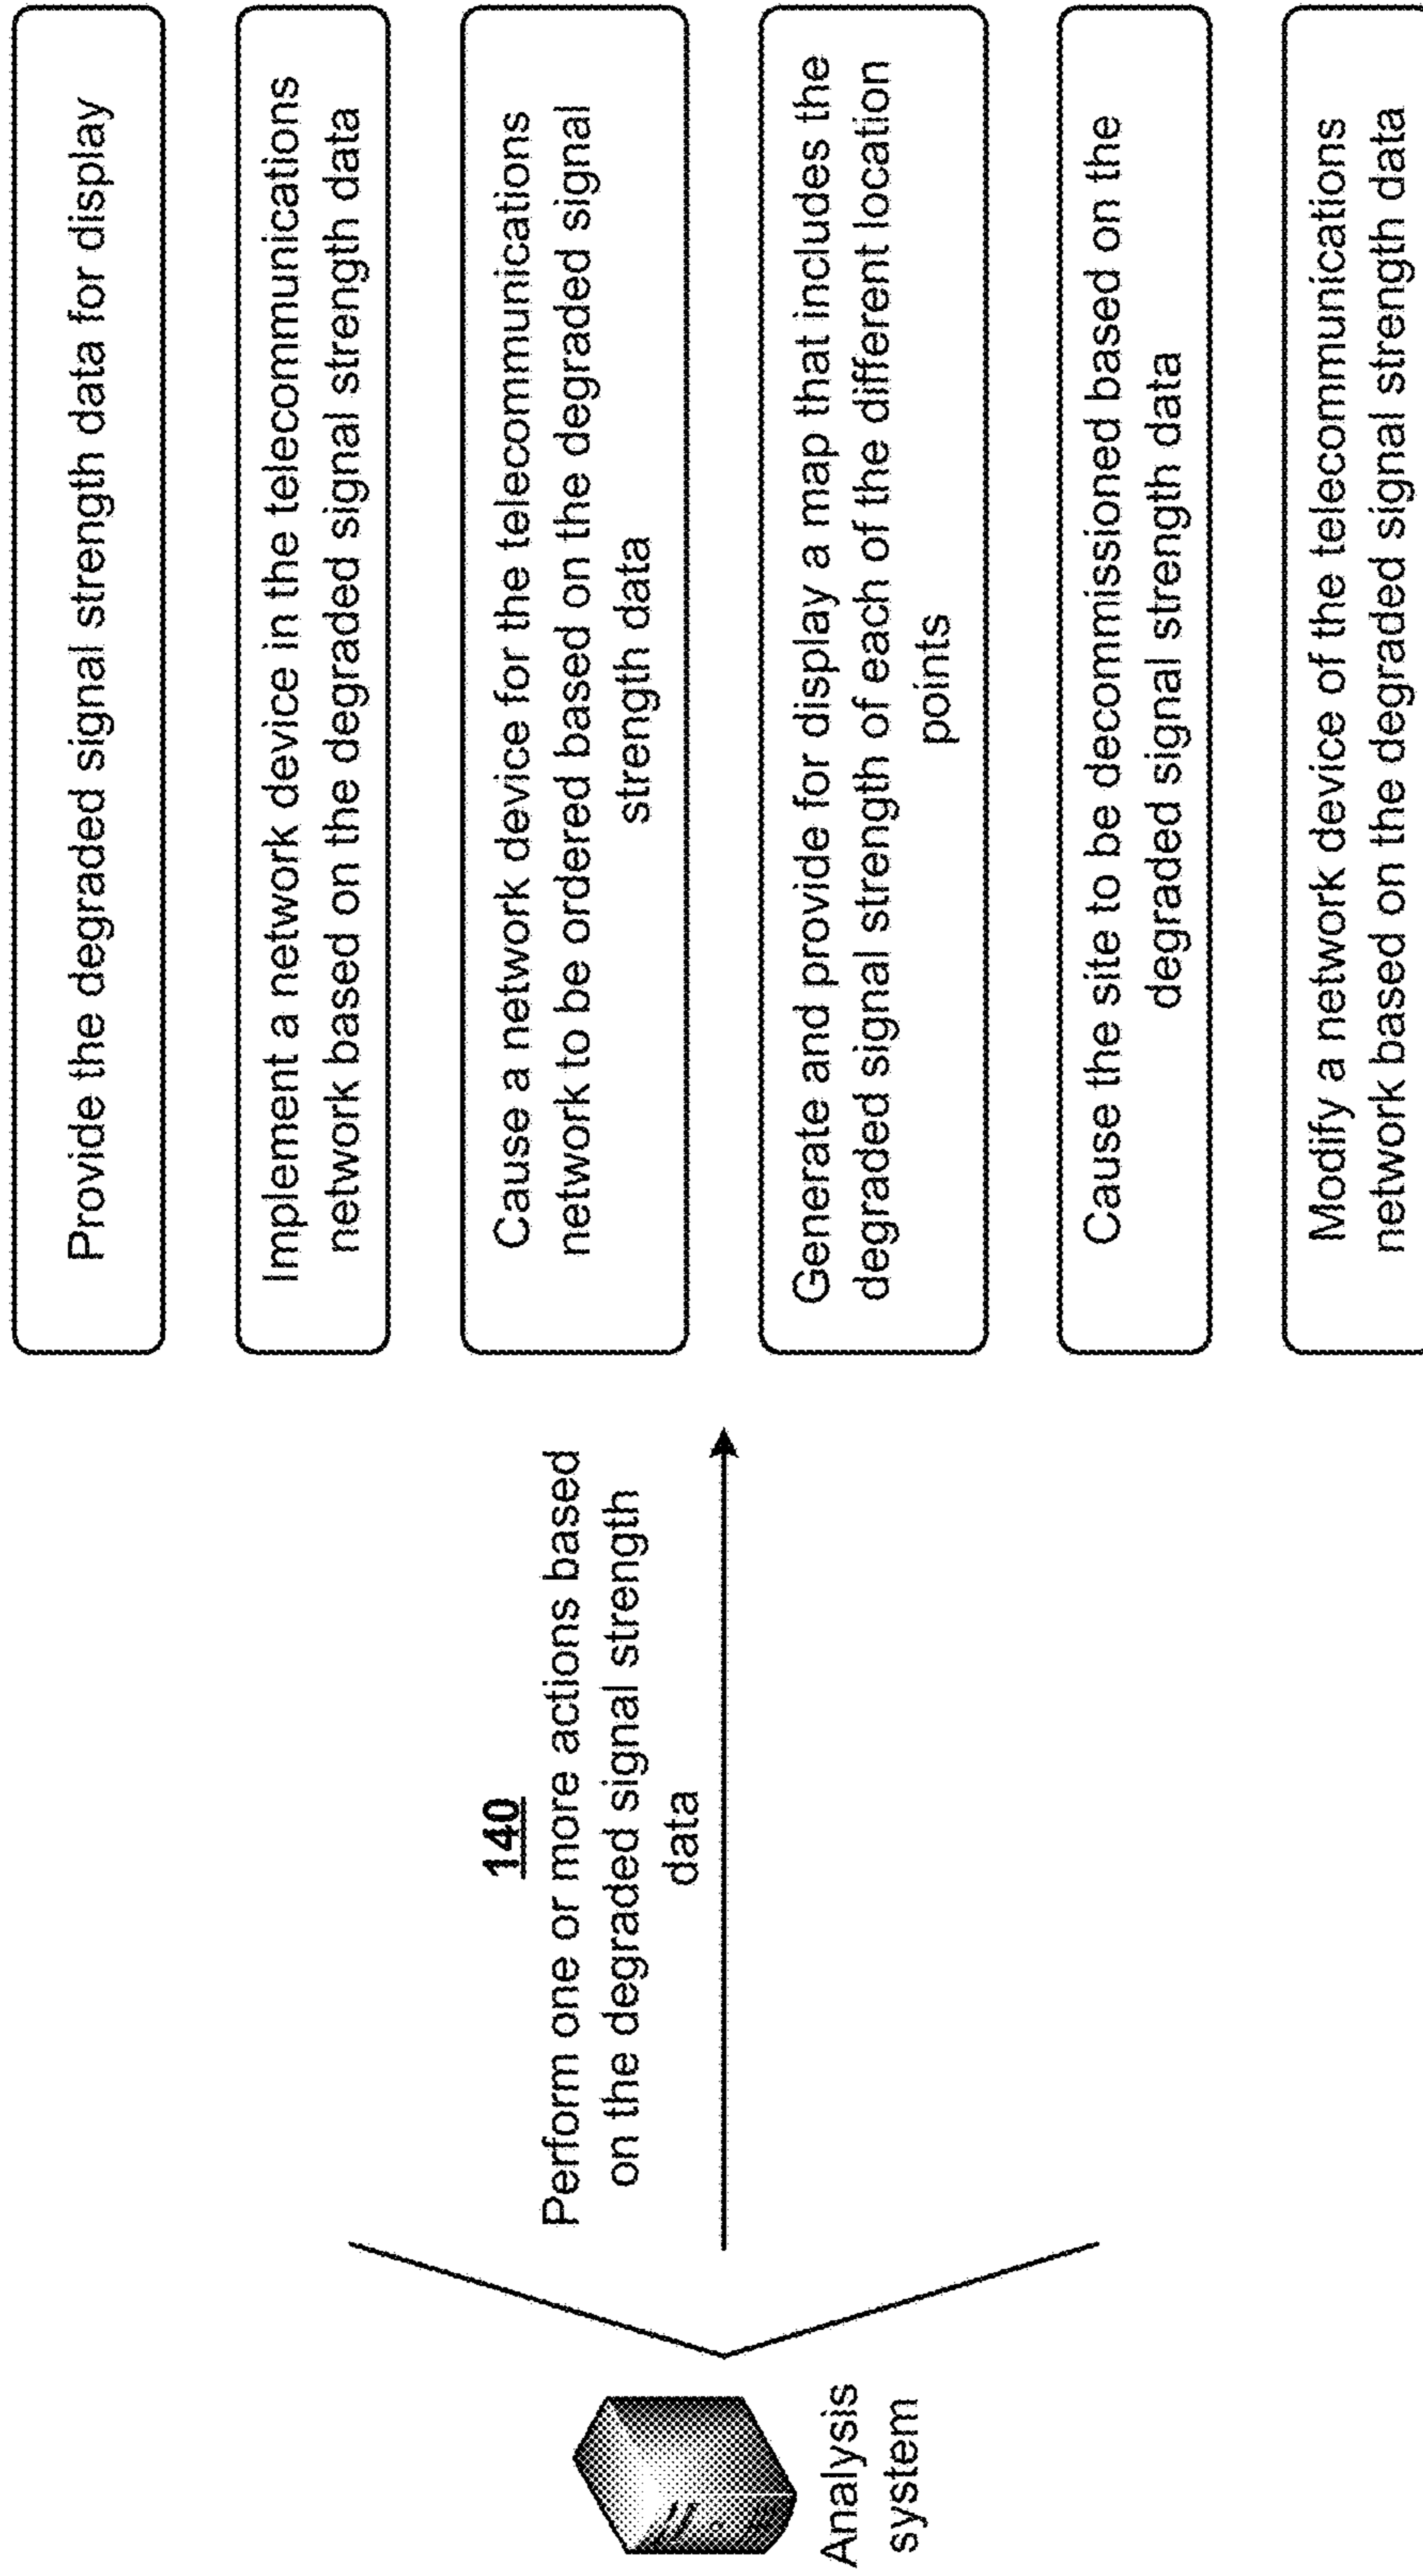 Analysis
system
140
Perform one or more actions based
on the degraded signal strength
data
Provide the degraded signal strength data for display
Implement a network device in the telecommunications
network based on the degraded signal strength data
Cause a network device for the telecommunications
network to be ordered based on the degraded signal
strength data
Generate and provide for display a map that includes the
degraded signal strength of each of the different location
points
Cause the site to be decommissioned based on the
degraded signal strength data
Modify a network device of the telecommunications
network based on the degraded signal strength data